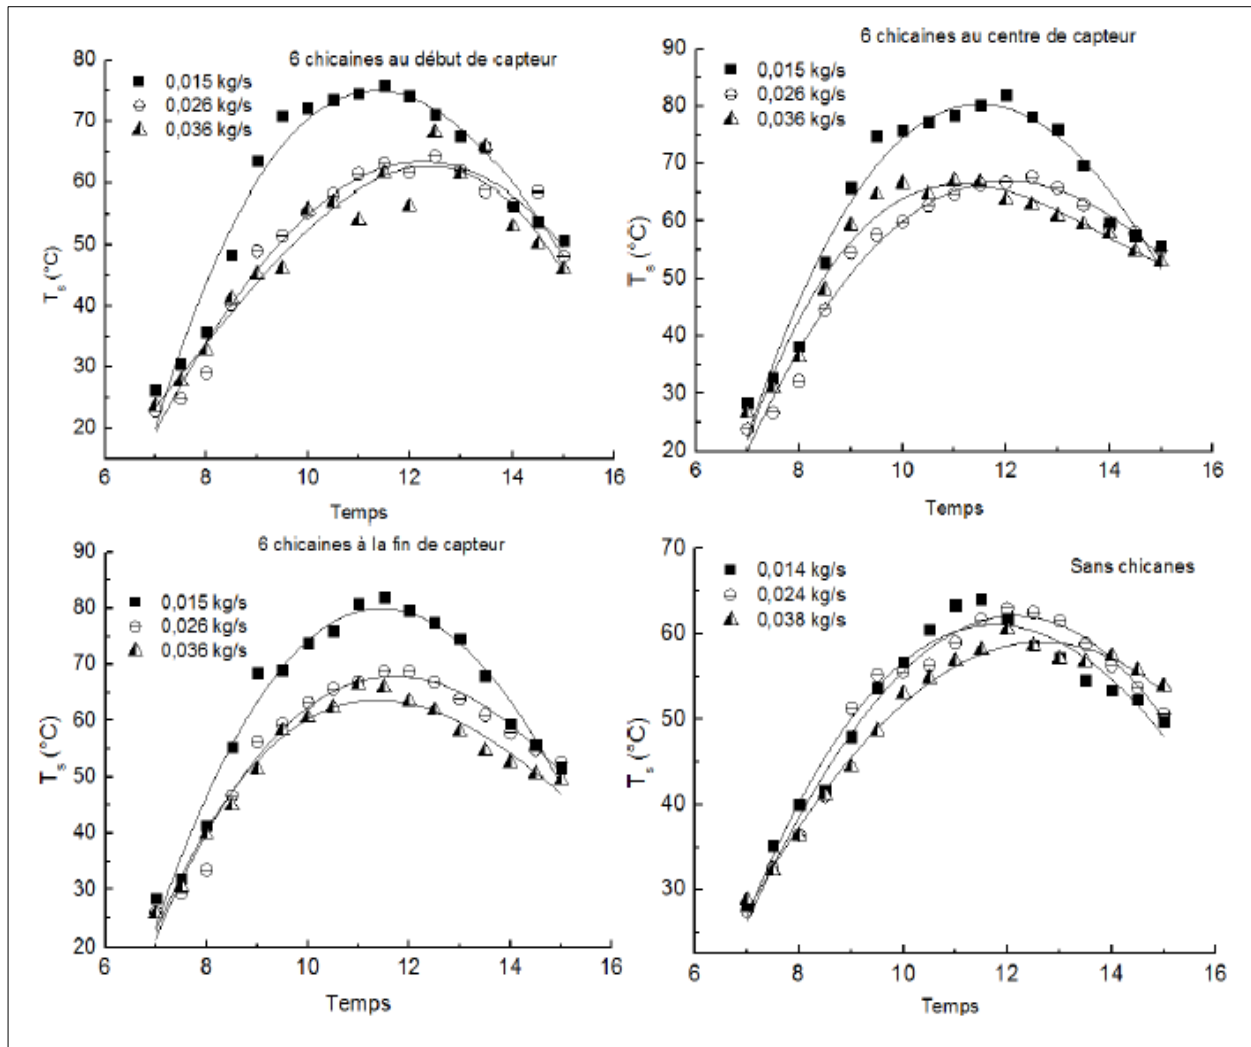 6 chicaines au début de capteur
0,015 kg/s
0,026 kg/s
0,036 kg/s
80
70
60
50
40
30
20
T s (°C)
6 8 10 12 14 16
Temps
6 chicaines au centre de capteur
0,015 kg/s
0,026 kg/s
0,036 kg/s
90
80
70
60
50
40
30
20
T s (°C)
6 8 10 12 14 16
Temps
6 chicaines à la fin de capteur
0,015 kg/s
0,026 kg/s
0,036 kg/s
90
80
70
60
50
40
30
20
T s (°C)
6 8 10 12 14 16
Temps
Sans chicanes
0,014 kg/s
0,024 kg/s
0,038 kg/s
70
60
50
40
30
T s (°C)
6 8 10 12 14 16
Temps